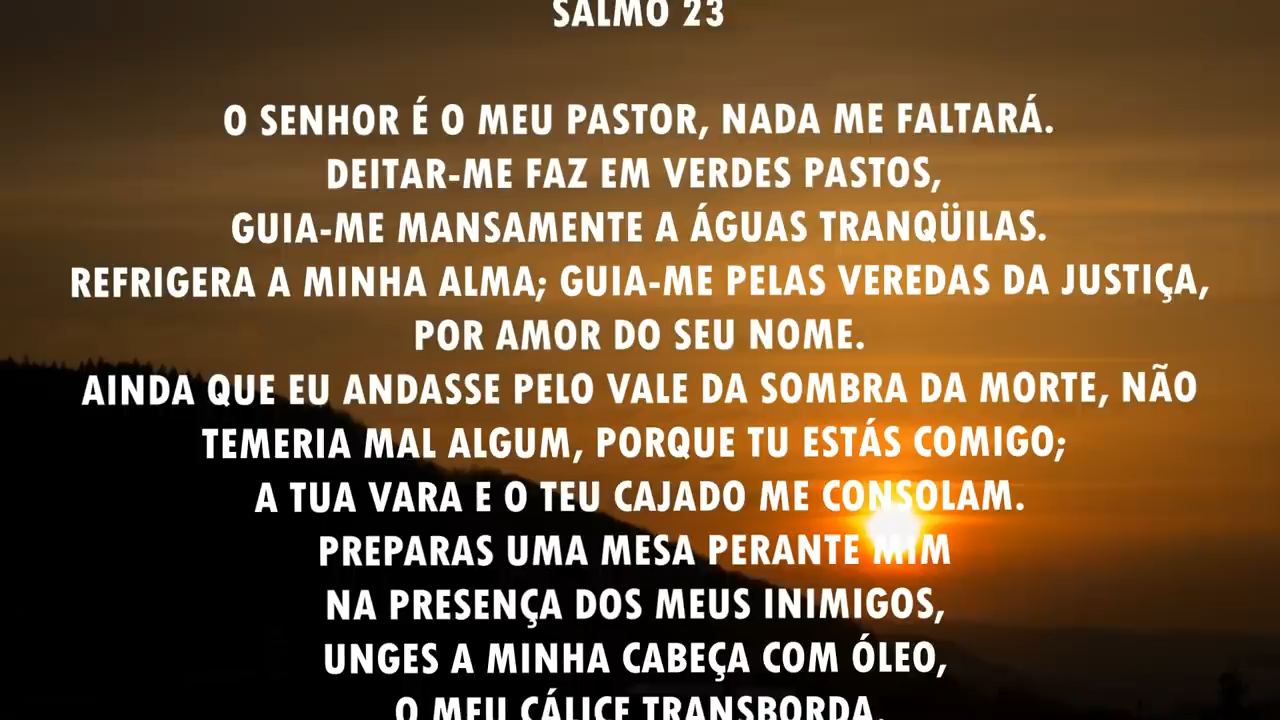 SALMO 23
O SENHOR É O MEU PASTOR, NADA ME FALTARÁ.
DEITAR-ME FAZ EM VERDES PASTOS,
GUIA-ME MANSAMENTE A ÁGUAS TRANQÜILAS.
REFRIGERA A MINHA ALMA; GUIA-ME PELAS VEREDAS DA JUSTIÇA,
POR AMOR DO SEU NOME.
AINDA QUE EU ANDASSE PELO VALE DA SOMBRA DA MORTE, NÃO
TEMERIA MAL ALGUM, PORQUE TU ESTÁS COMIGO;
A TUA VARA E O TEU CAJADO ME CONSOLAM.
PREPARAS UMA MESA PERANTE MIM
NA PRESENÇA DOS MEUS INIMIGOS,
UNGES A MINHA CABEÇA COM ÓLEO,
O MEU CÁLICE TRANSBORDA.